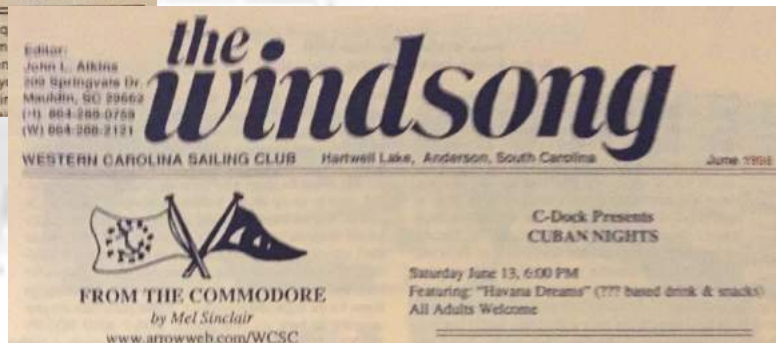 Editor:
John L. Atkins
209 Springvale Dr.
Mauldin, SC 29662
(H) 864-288-0759
(W) 864-288-2121
the
windsong
WESTERN CAROLINA SAILING CLUB Hartwell Lake, Anderson, South Carolina June 1998
FROM THE COMMODORE
by Mel Sinclair
www.arrowweb.com/WCSC
C-Dock Presents
CUBAN NIGHTS
Saturday June 13, 6:00 PM
Featuring: "Havana Dreams" (??? based drink & snacks)
All Adults Welcome